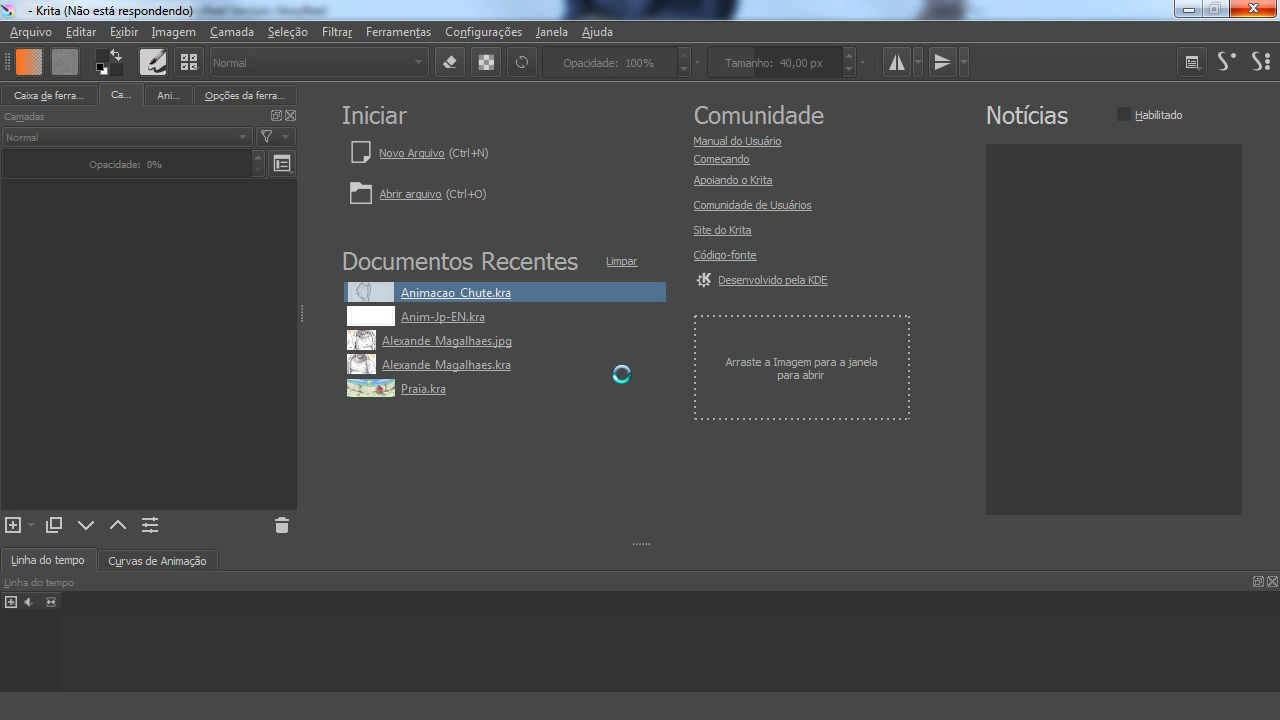 - Krita (Não está respondendo)
Arquivo Editar Exibir Imagem Camada Seleção Filtrar Ferramentas Configurações Janela Ajuda
Normal Opacidade: 100% Tamanho: 40,00 px
Caixa de ferra... Ca... Ani... Opções da ferra...
Camadas
Normal
Opacidade: 0%
Iniciar
Novo Arquivo (Ctrl+N)
Abrir arquivo (Ctrl+O)
Documentos Recentes Limpar
Animacao_Chute.kra
Anim-Jp-EN.kra
Alexande_Magalhaes.jpg
Alexande_Magalhaes.kra
Praia.kra
Comunidade
Manual do Usuário
Começando
Apoiando o Krita
Comunidade de Usuários
Site do Krita
Código-fonte
Desenvolvido pela KDE
Arraste a Imagem para a janela
para abrir
Notícias Habilitado
Linha do tempo Curvas de Animação
Linha do tempo